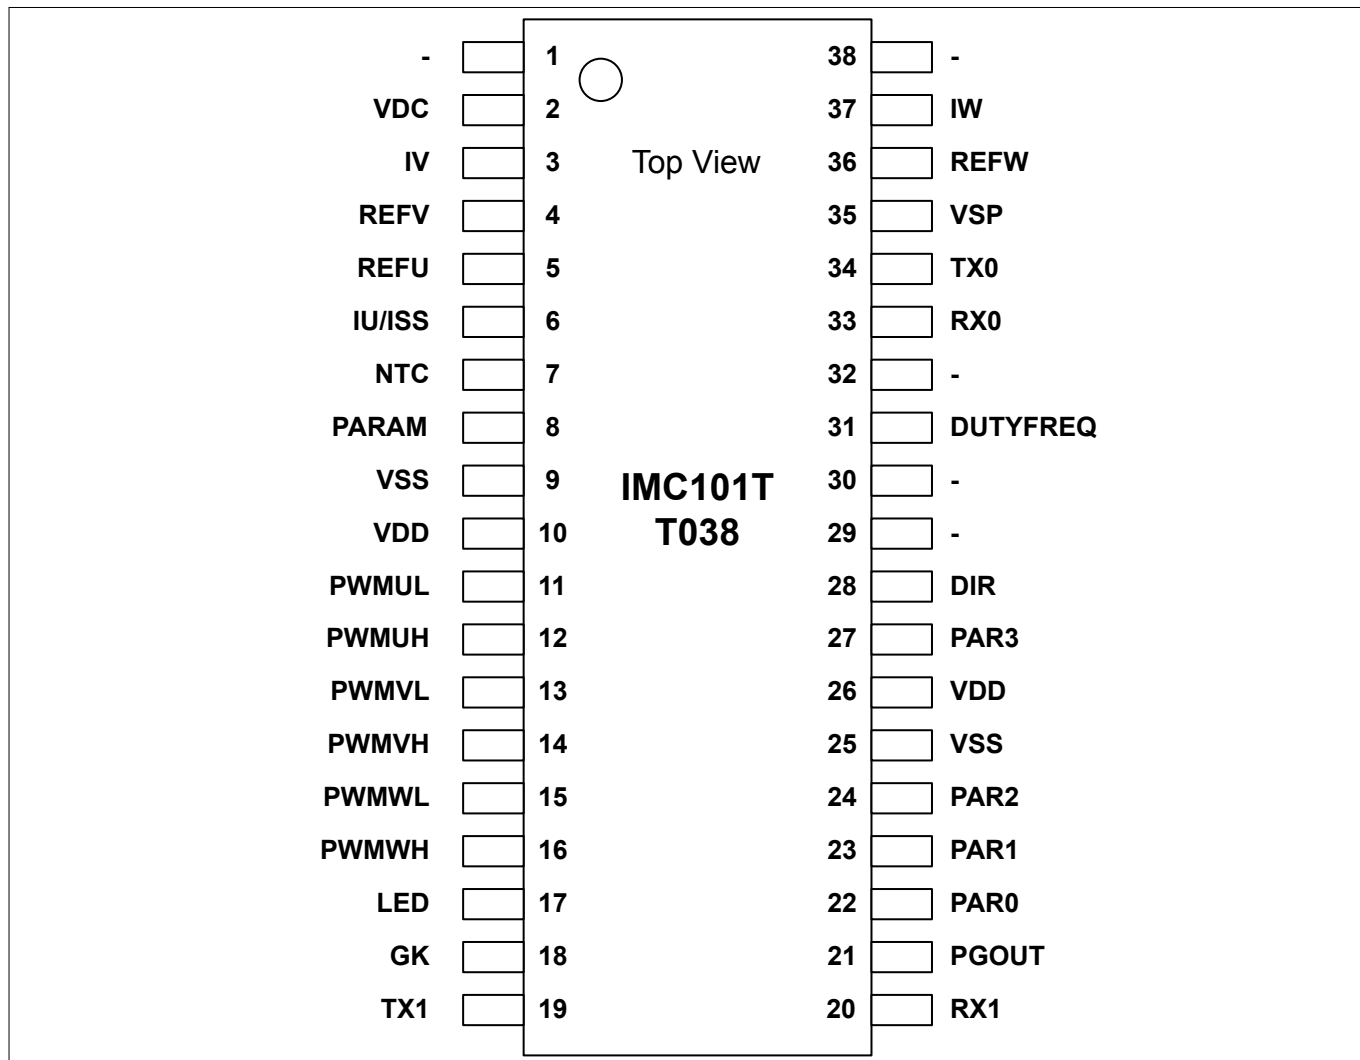 - 1 38 -
VDC 2 37 IW
IV 3 Top View 36 REFW
REFV 4 35 VSP
REFU 5 34 TX0
IU/ISS 6 33 RX0
NTC 7 32 -
PARAM 8 31 DUTYFREQ
VSS 9 IMC101T 30 -
VDD 10 T038 29 -
PWMUL 11 28 DIR
PWMUH 12 27 PAR3
PWMVL 13 26 VDD
PWMVH 14 25 VSS
PWMWL 15 24 PAR2
PWMWH 16 23 PAR1
LED 17 22 PAR0
GK 18 21 PGOUT
TX1 19 20 RX1